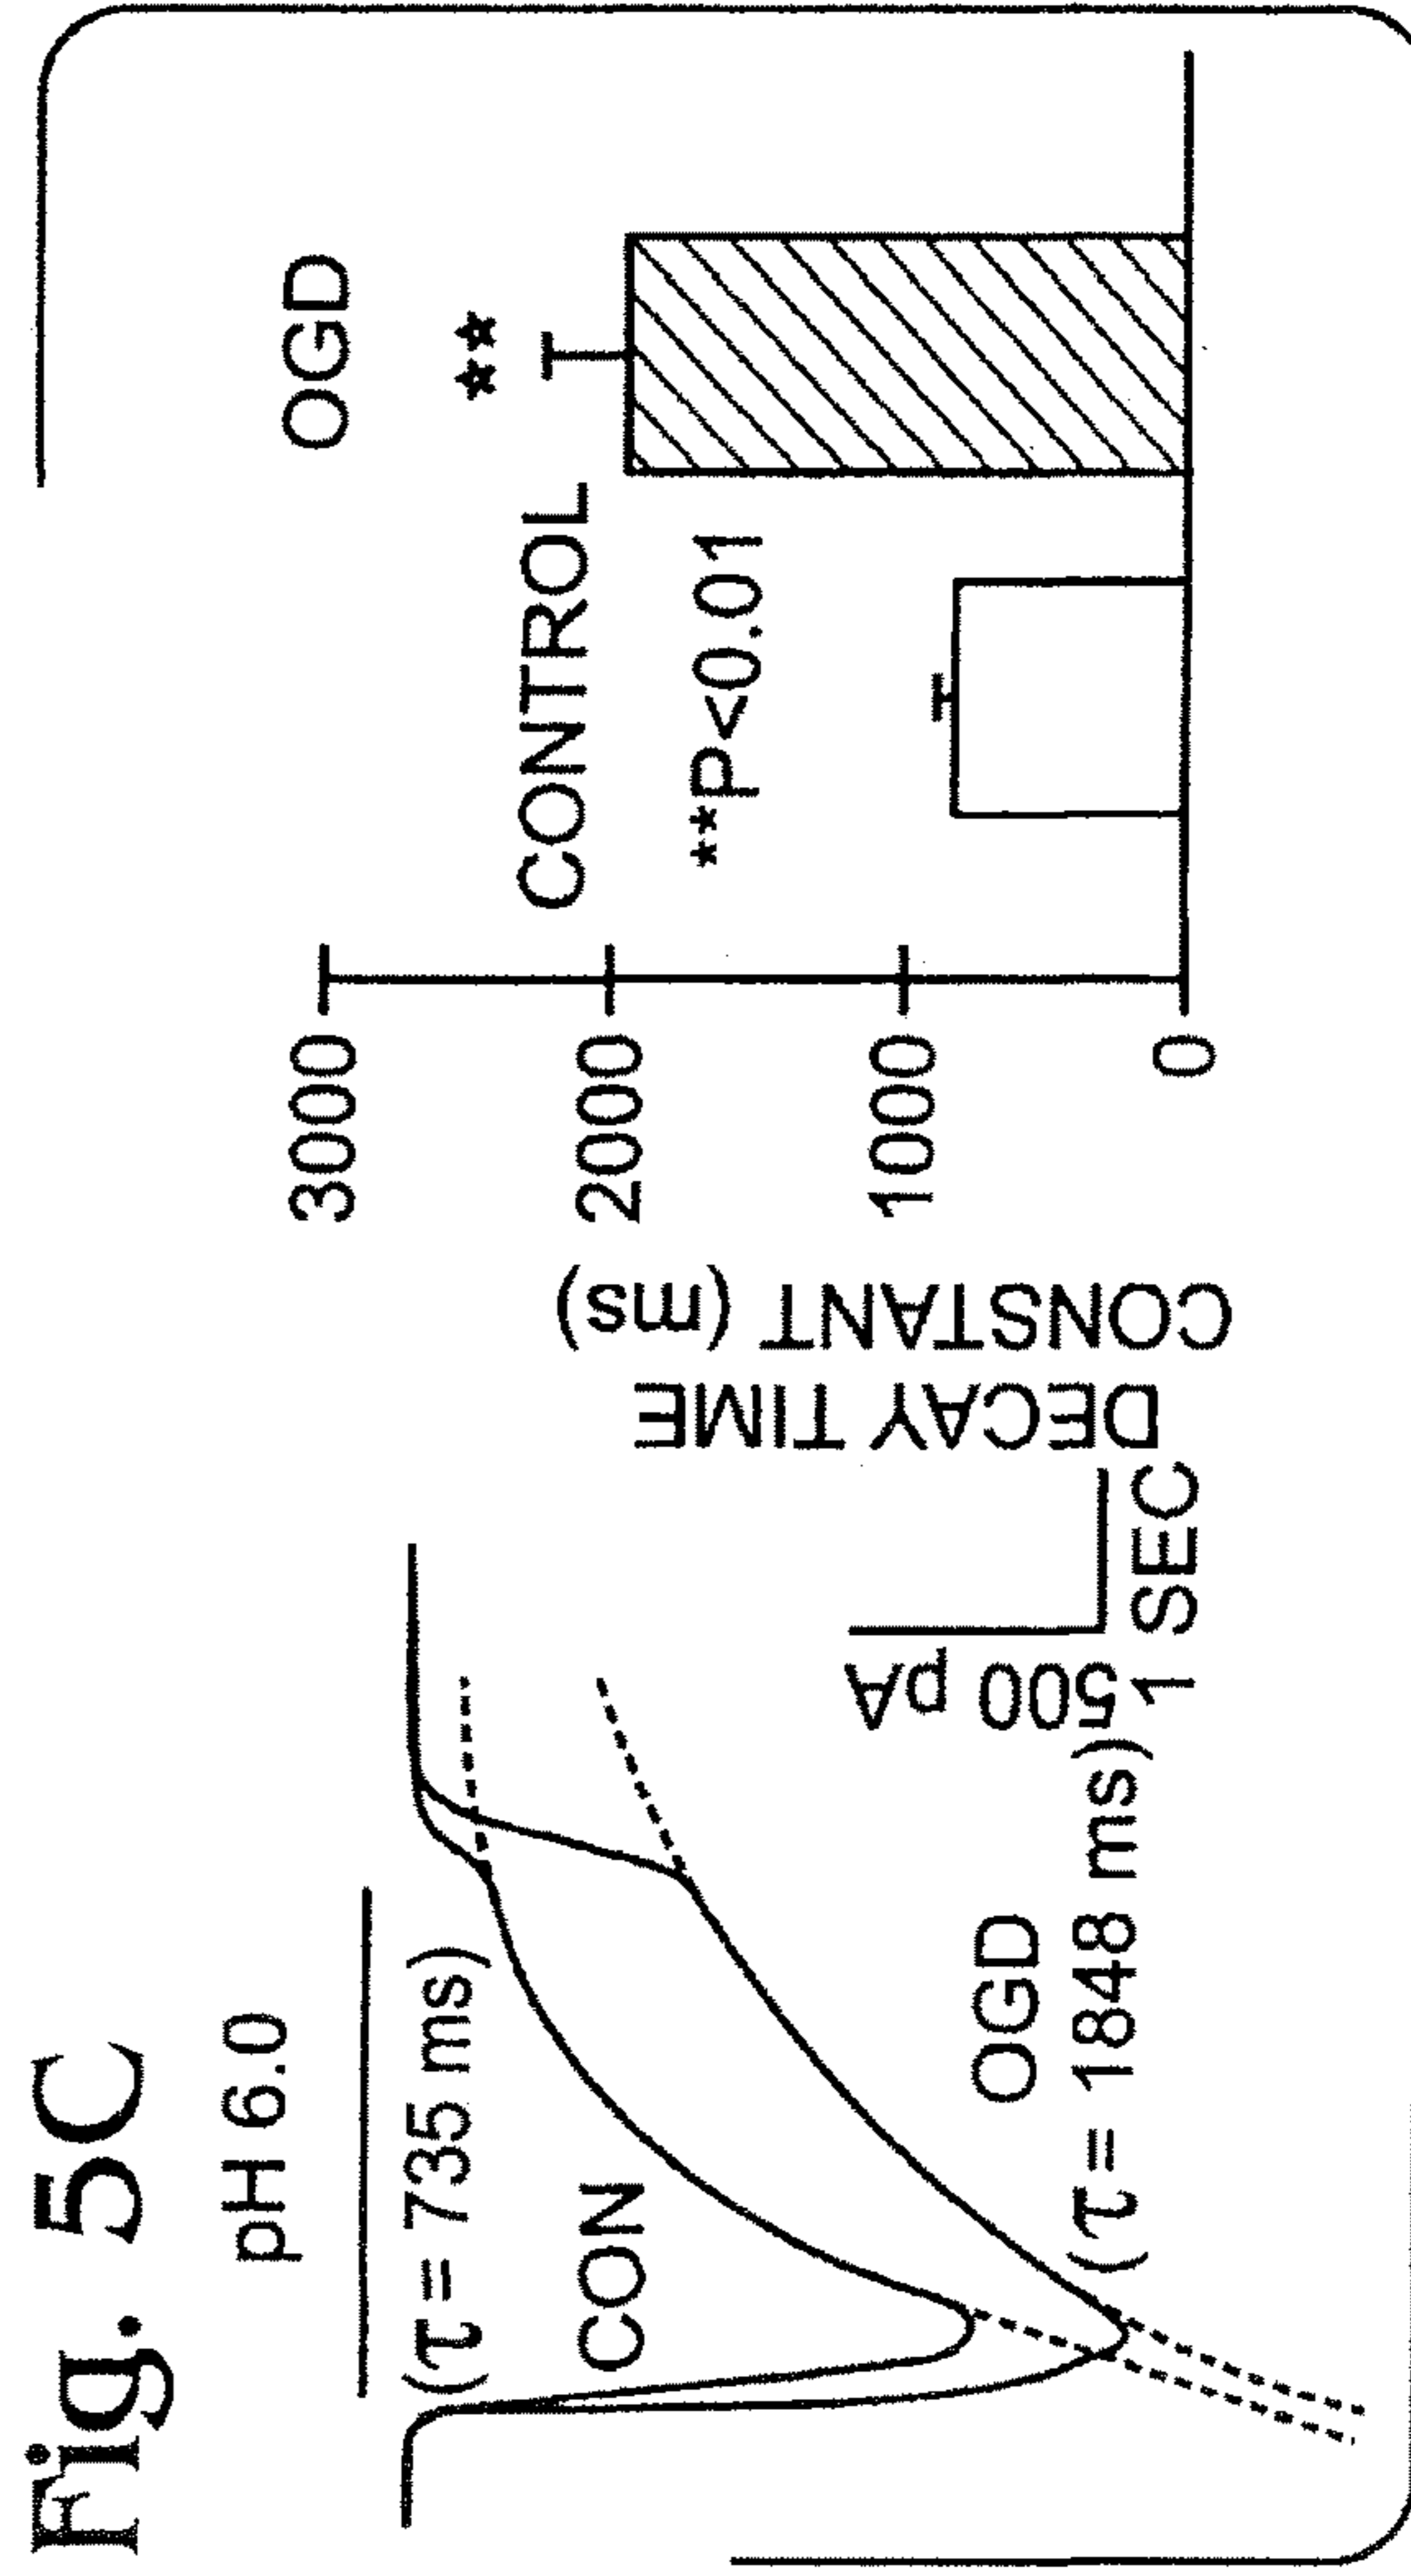 Fig. 5C
pH 6.0
(τ = 735 ms)
CON
OGD
(τ = 1848 ms)
500 pA
1 SEC
DECAY TIME
CONSTANT (ms)
3000
2000
1000
0
CONTROL
**P<0.01
OGD
**